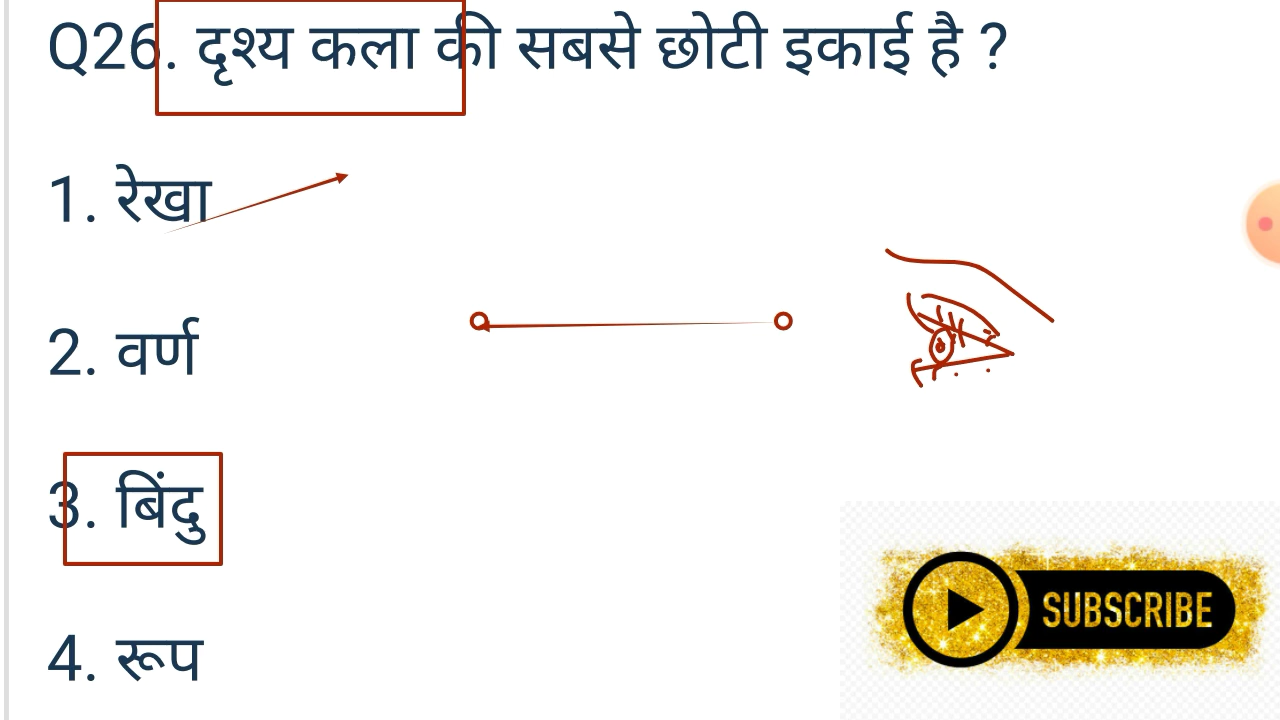 Q26. दृश्य कला की सबसे छोटी इकाई है ?
1. रेखा
2. वर्ण
3. बिंदु
4. रूप
SUBSCRIBE